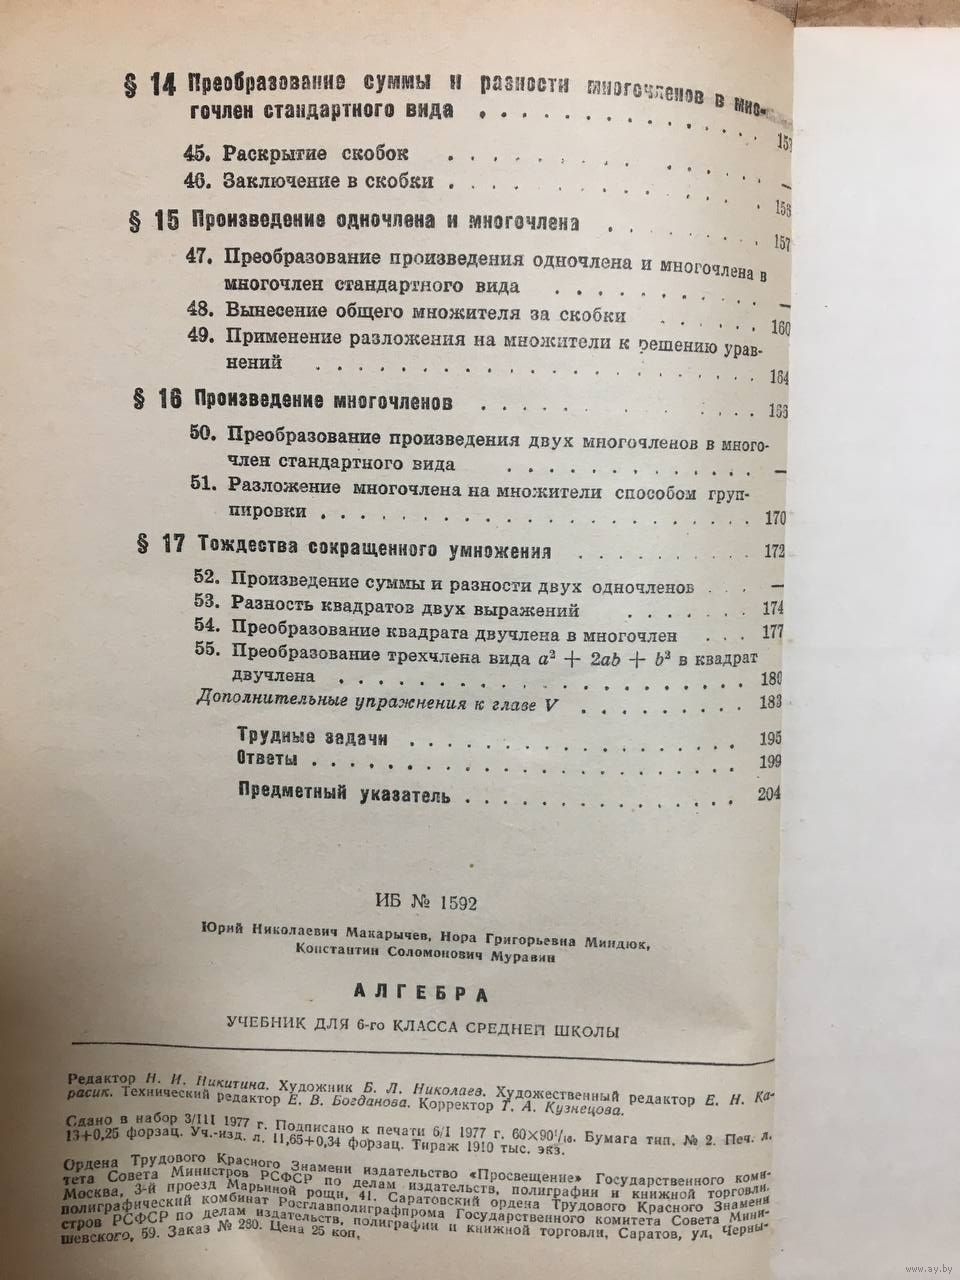 § 14 Преобразование суммы и разности многочленов в мно-
гочлен стандартного вида . . . . . . . . . . . . .
45. Раскрытие скобок . . . . . . . . . . . . —
46. Заключение в скобки . . . . . . . . . . . 156
§ 15 Произведение одночлена и многочлена . . . . . . 157
47. Преобразование произведения одночлена и многочлена в
многочлен стандартного вида . . . . . . . . . . —
48. Вынесение общего множителя за скобки . . . . . . 160
49. Применение разложения на множители к решению урав-
нений . . . . . . . . . . . . . . . . . 164
§ 16 Произведение многочленов . . . . . . . . . .
50. Преобразование произведения двух многочленов в много-
член стандартного вида . . . . . . . . . . . —
51. Разложение многочлена на множители способом груп-
пировки . . . . . . . . . . . . . . . . . 170
§ 17 Тождества сокращенного умножения . . . . . . . . 172
52. Произведение суммы и разности двух одночленов . . . —
53. Разность квадратов двух выражений . . . . . . . 174
54. Преобразование квадрата двучлена в многочлен . . . 177
55. Преобразование трехчлена вида a² + 2ab + b² в квадрат
двучлена . . . . . . . . . . . . . . . . . 180
Дополнительные упражнения к главе V . . . . . . . . 183
Трудные задачи . . . . . . . . . . . . . . 195
Ответы . . . . . . . . . . . . . . . . . 199
Предметный указатель . . . . . . . . . . . . 204
ИБ № 1592
Юрий Николаевич Макарычев, Нора Григорьевна Миндюк,
Константин Соломонович Муравин
АЛГЕБРА
УЧЕБНИК ДЛЯ 6-го КЛАССА СРЕДНЕЙ ШКОЛЫ
Редактор Н. И. Никитина. Художник Б. Л. Николаев. Художественный редактор Е. Н. Ка-
расик. Технический редактор Е. В. Богданова. Корректор Т. А. Кузнецова.
Сдано в набор 3/III 1977 г. Подписано к печати 6/I 1977 г. 60×90¹/₁₆. Бумага тип. № 2. Печ. л.
13+0,25 форзац. Уч.-изд. л. 11,65+0,34 форзац. Тираж 1910 тыс. экз.
Ордена Трудового Красного Знамени издательство «Просвещение» Государственного коми-
тета Совета Министров РСФСР по делам издательств, полиграфии и книжной торговли.
Москва, 3-й проезд Марьиной рощи, 41. Саратовский ордена Трудового Красного Знамени
полиграфический комбинат Росглавполиграфпрома Государственного комитета Совета Мини-
стров РСФСР по делам издательств, полиграфии и книжной торговли, Саратов, ул. Черны-
шевского, 59. Заказ № 280. Цена 25 коп.
www.ay.by